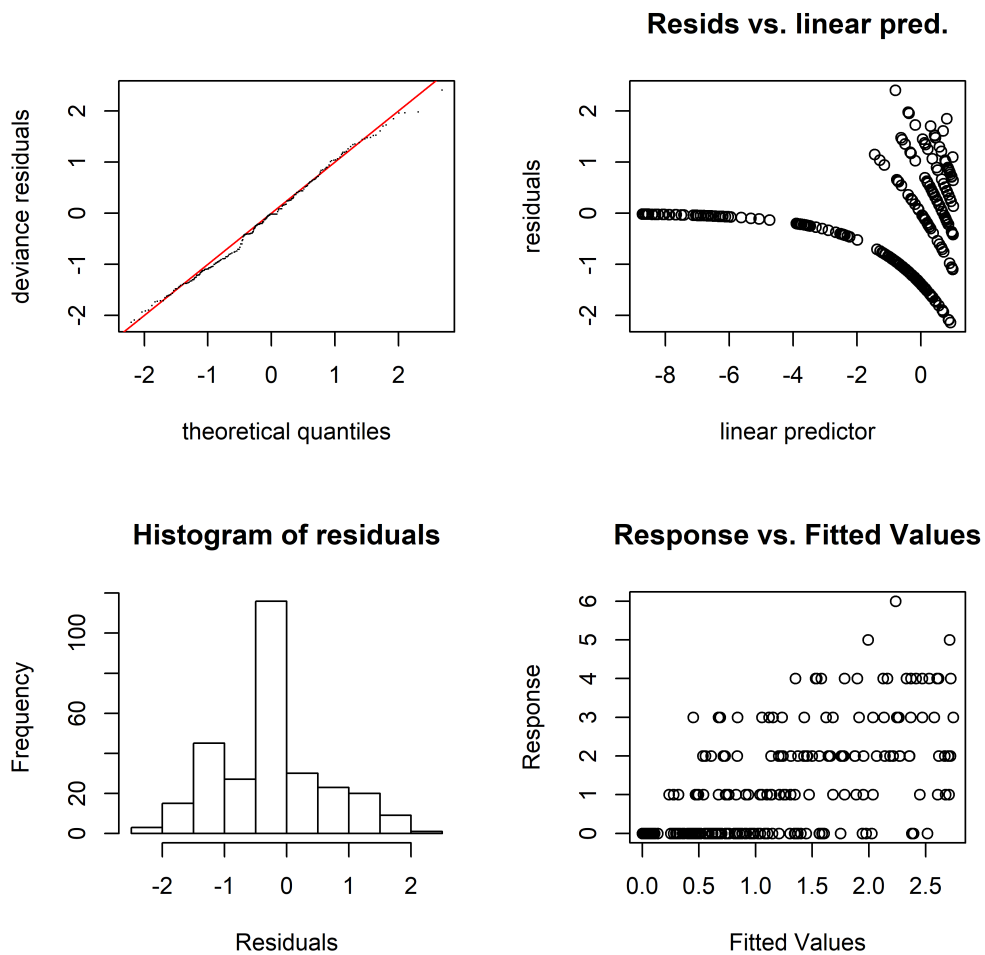 deviance residuals
2
1
0
-1
-2
-2 -1 0 1 2
theoretical quantiles
Resids vs. linear pred.
residuals
2
1
0
-1
-2
-8 -6 -4 -2 0
linear predictor
Histogram of residuals
Frequency
100
60
20
0
-2 -1 0 1 2
Residuals
Response vs. Fitted Values
Response
6
5
4
3
2
1
0
0.0 0.5 1.0 1.5 2.0 2.5
Fitted Values